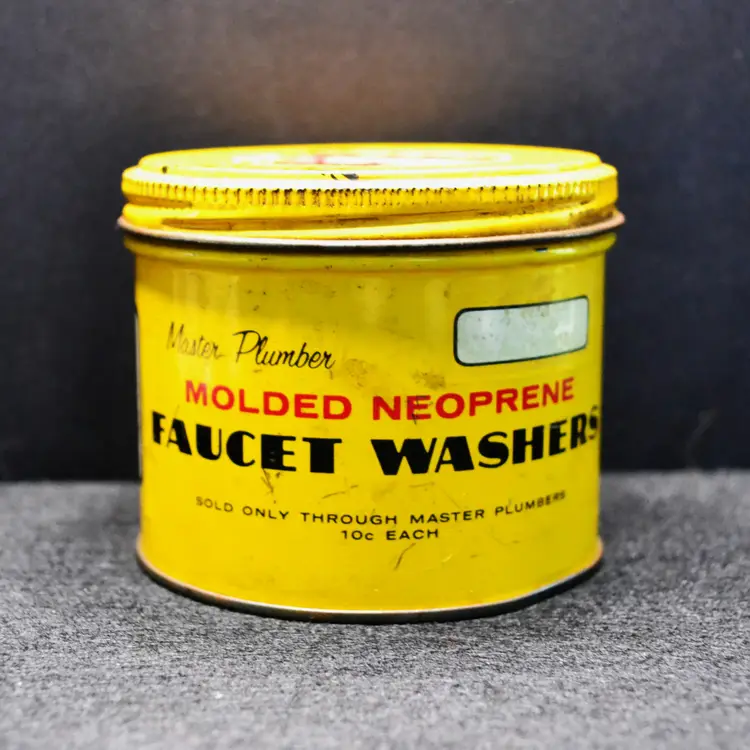 Master Plumber
MOLDED NEOPRENE
FAUCET WASHERS
SOLD ONLY THROUGH MASTER PLUMBERS
10c EACH